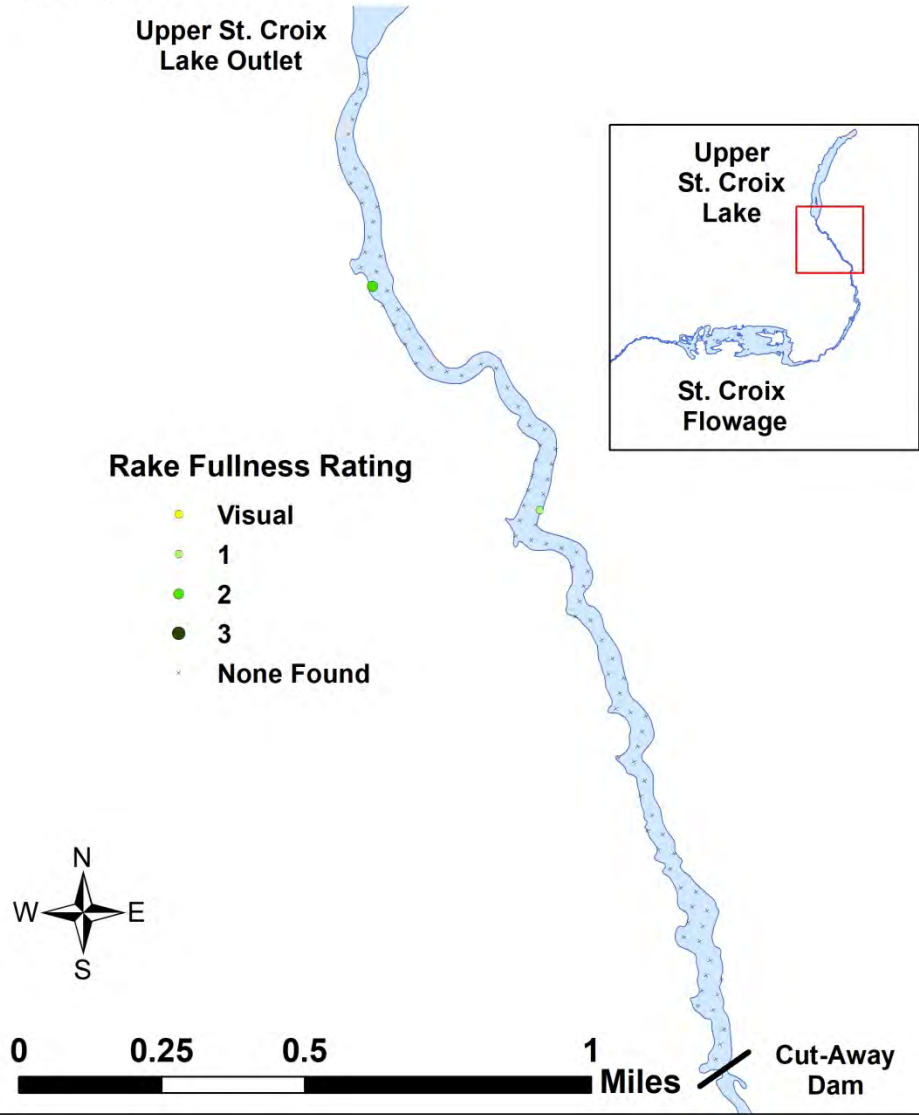 Upper St. Croix
Lake Outlet
Upper
St. Croix
Lake
St. Croix
Flowage
Rake Fullness Rating
Visual
1
2
3
None Found
N
W E
S
0 0.25 0.5 1
Miles
Cut-Away
Dam